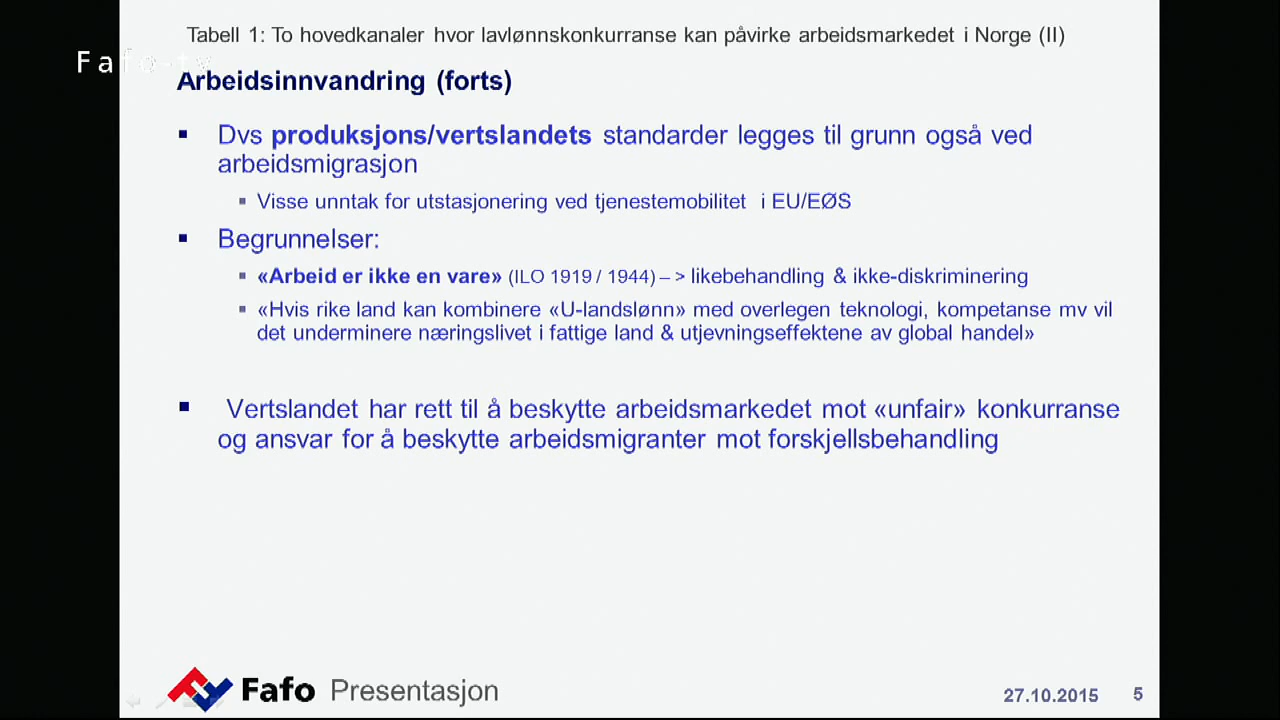 Tabell 1: To hovedkanaler hvor lavlønnskonkurranse kan påvirke arbeidsmarkedet i Norge (II)
Fafo-tv
Arbeidsinnvandring (forts)
▪ Dvs produksjons/vertslandets standarder legges til grunn også ved
arbeidsmigrasjon
▪ Visse unntak for utstasjonering ved tjenestemobilitet i EU/EØS
▪ Begrunnelser:
▪ «Arbeid er ikke en vare» (ILO 1919 / 1944) – > likebehandling & ikke-diskriminering
▪ «Hvis rike land kan kombinere «U-landslønn» med overlegen teknologi, kompetanse mv vil
det underminere næringslivet i fattige land & utjevningseffektene av global handel»
▪ Vertslandet har rett til å beskytte arbeidsmarkedet mot «unfair» konkurranse
og ansvar for å beskytte arbeidsmigranter mot forskjellsbehandling
Fafo Presentasjon
27.10.2015 5